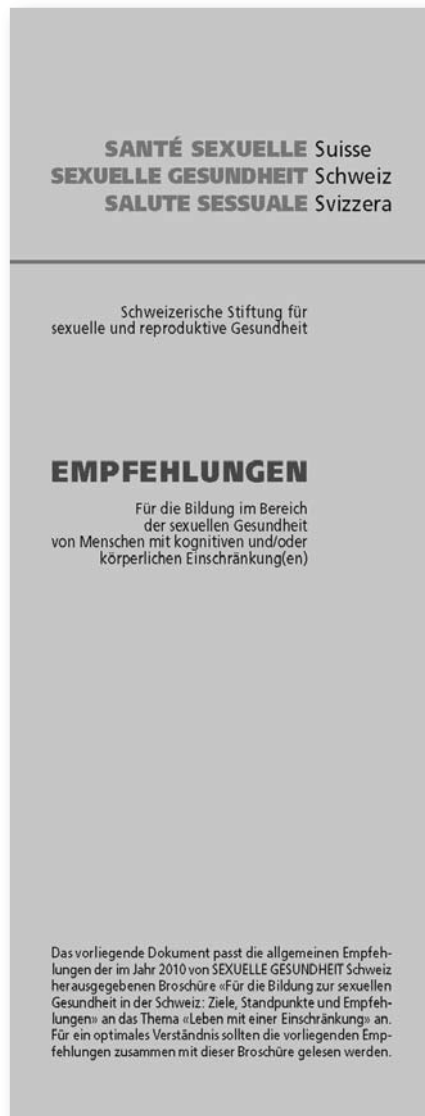 SANTÉ SEXUELLE Suisse
SEXUELLE GESUNDHEIT Schweiz
SALUTE SESSUALE Svizzera
Schweizerische Stiftung für
sexuelle und reproduktive Gesundheit
EMPFEHLUNGEN
Für die Bildung im Bereich
der sexuellen Gesundheit
von Menschen mit kognitiven und/oder
körperlichen Einschränkung(en)
Das vorliegende Dokument passt die allgemeinen Empfeh-
lungen der im Jahr 2010 von SEXUELLE GESUNDHEIT Schweiz
herausgegebenen Broschüre «Für die Bildung zur sexuellen
Gesundheit in der Schweiz: Ziele, Standpunkte und Empfeh-
lungen» an das Thema «Leben mit einer Einschränkung» an.
Für ein optimales Verständnis sollten die vorliegenden Emp-
fehlungen zusammen mit dieser Broschüre gelesen werden.